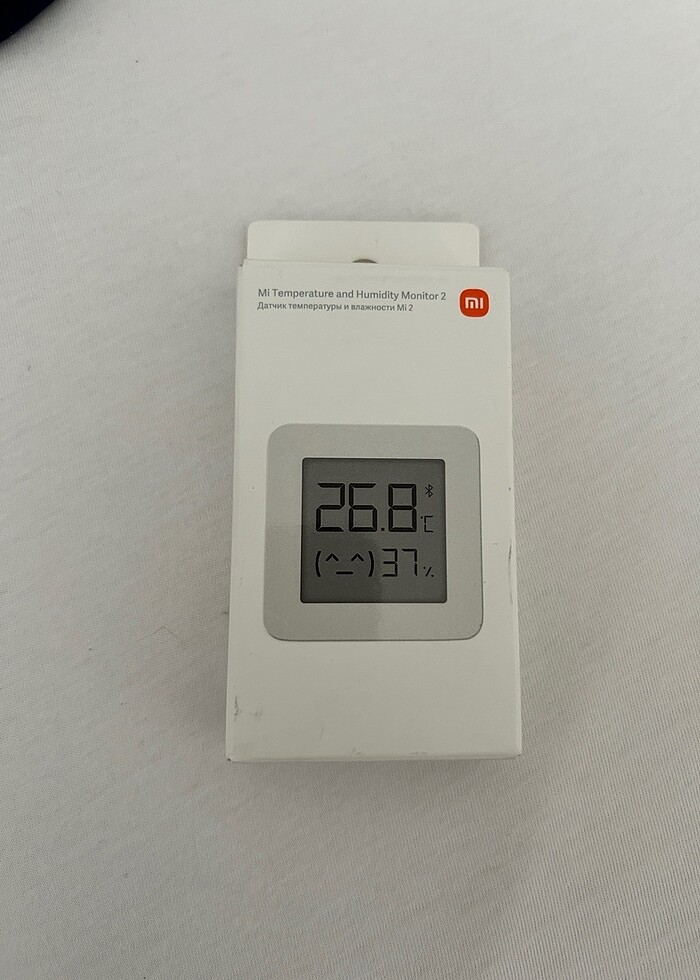 Mi Temperature and Humidity Monitor 2
Датчик температуры и влажности Mi 2
mi
26.8 °C
(^_^) 37 %